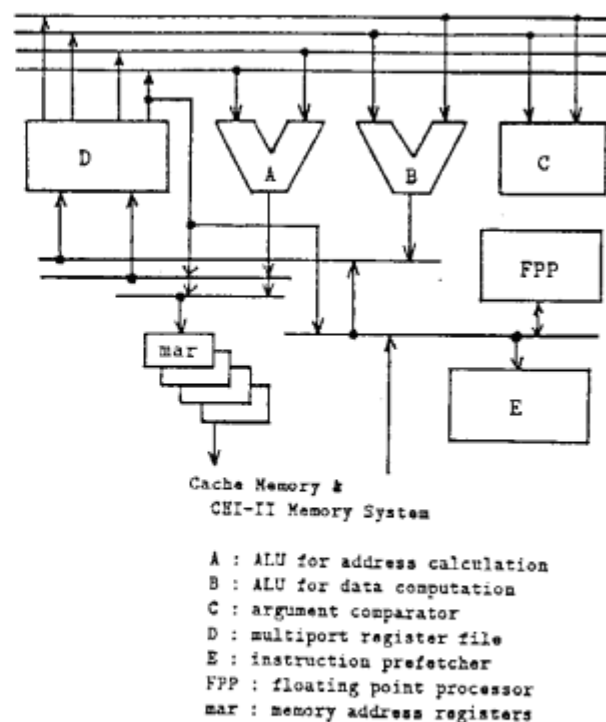 D
A
B
C
FPP
mar
E
Cache Memory &
CHI-II Memory System
A : ALU for address calculation
B : ALU for data computation
C : argument comparator
D : multiport register file
E : instruction prefetcher
FPP : floating point processor
mar : memory address registers